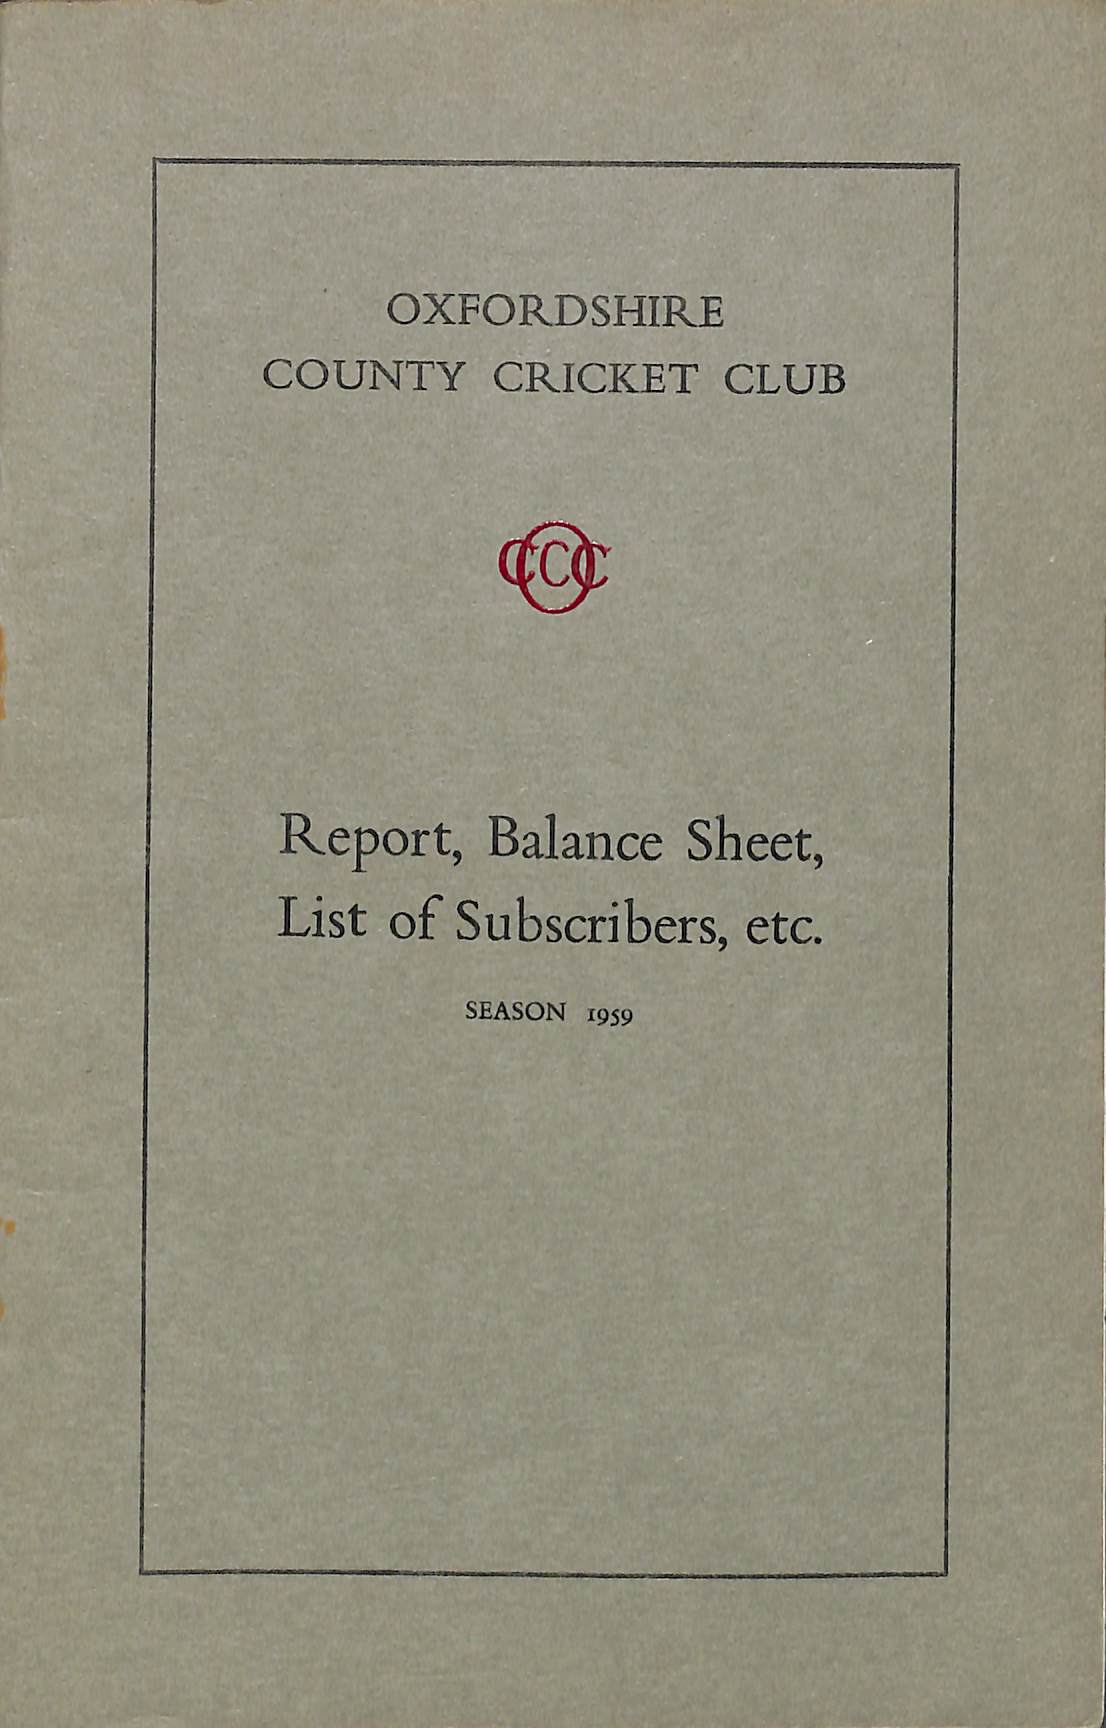 OXFORDSHIRE
COUNTY CRICKET CLUB
OCCC
Report, Balance Sheet,
List of Subscribers, etc.
SEASON 1959